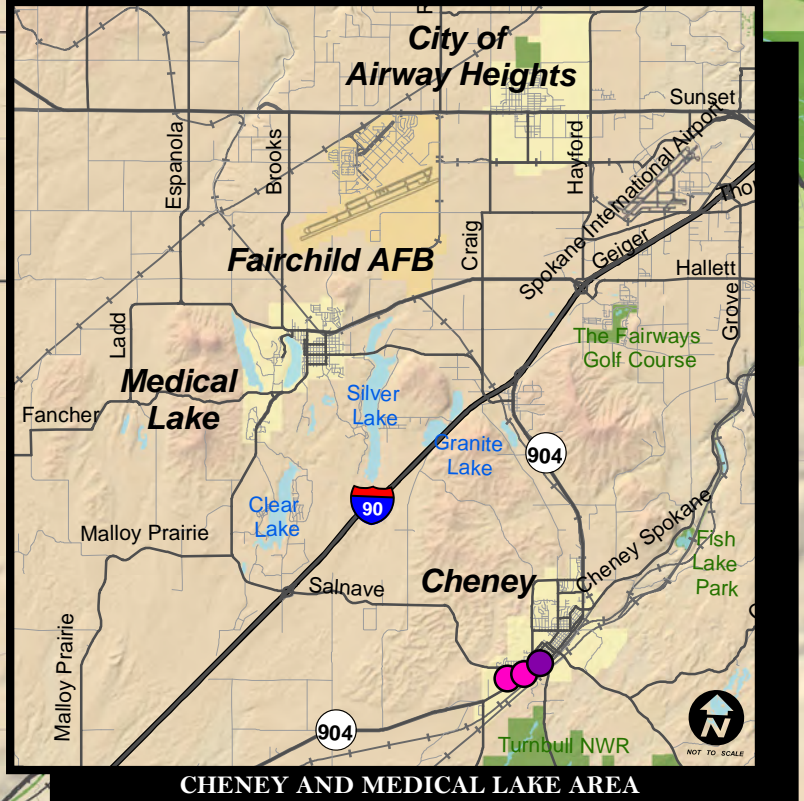 City of
Airway Heights
Sunset
Espanola
Brooks
Hayford
Spokane International Airport
Craig
Geiger
Fairchild AFB
Hallett
Grove
Ladd
The Fairways
Golf Course
Medical
Lake
Silver
Lake
Fancher
Granite
Lake
904
90
Clear
Lake
Malloy Prairie
Cheney Spokane
Fish
Lake
Park
Salnave
Cheney
Malloy Prairie
904
Turnbull NWR
N
NOT TO SCALE
CHENEY AND MEDICAL LAKE AREA